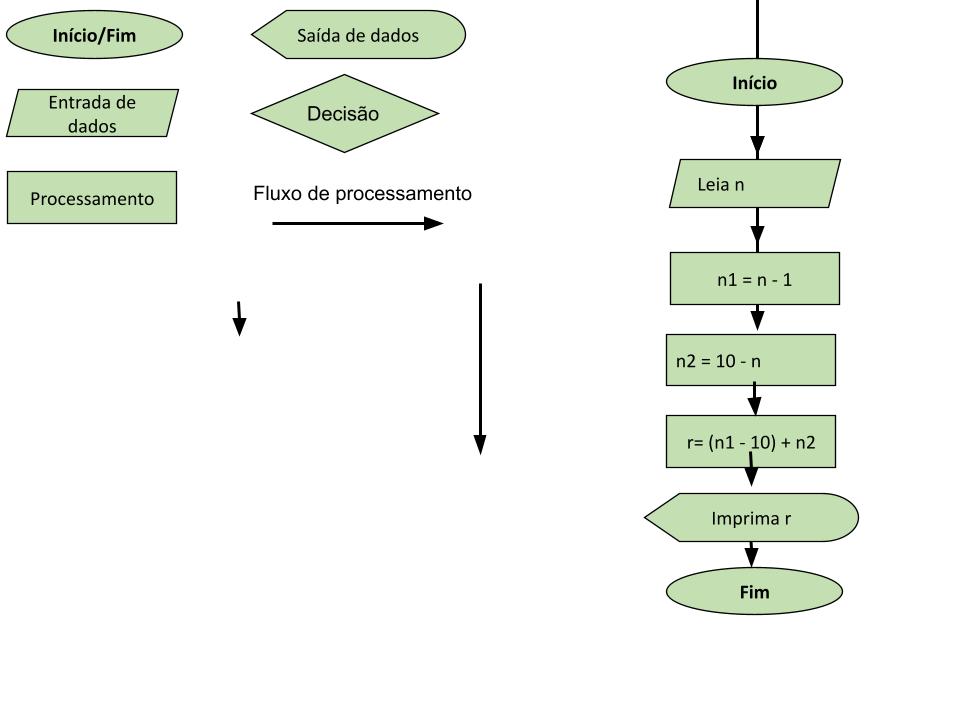 Início/Fim
Saída de dados
Entrada de
dados
Decisão
Processamento
Fluxo de processamento
Início
Leia n
n1 = n - 1
n2 = 10 - n
r= (n1 - 10) + n2
Imprima r
Fim